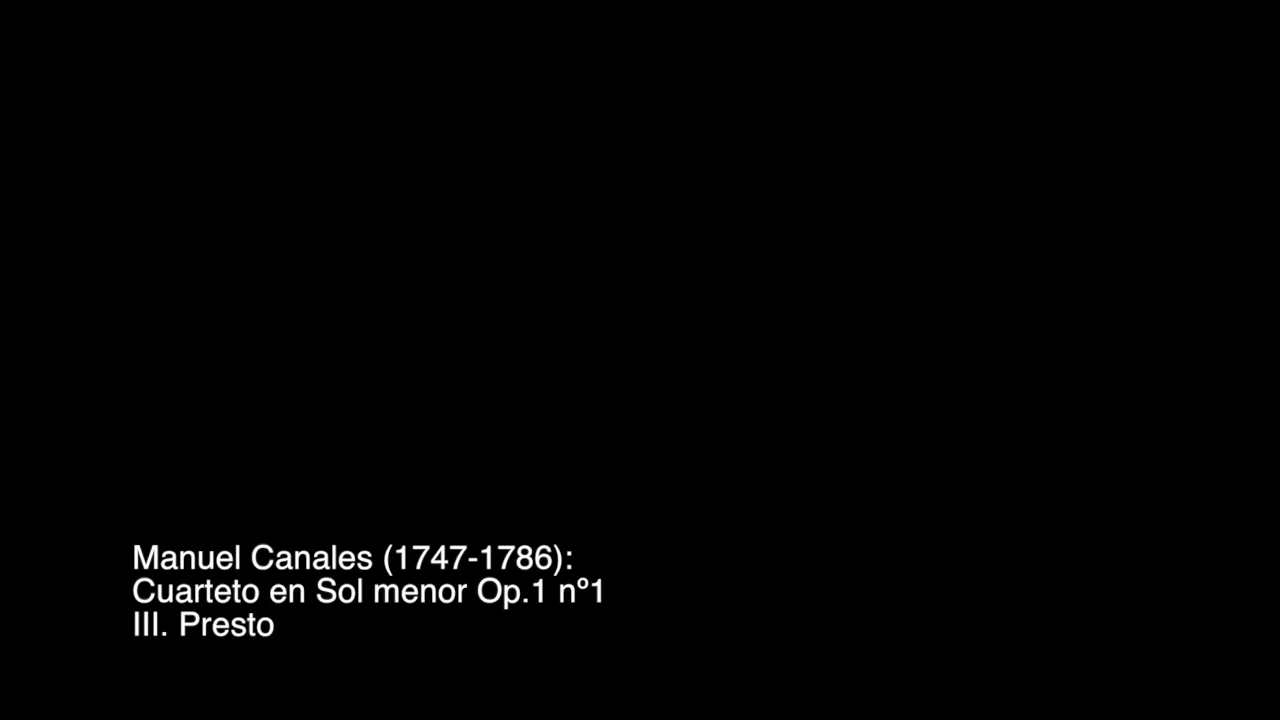 Manuel Canales (1747-1786):
Cuarteto en Sol menor Op.1 nº1
III. Presto